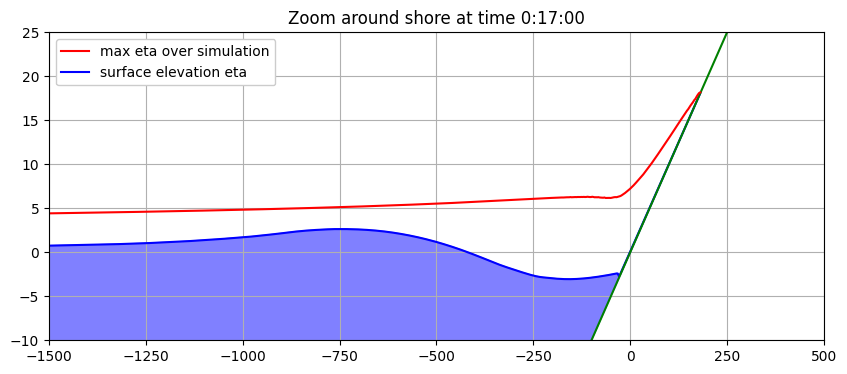 Zoom around shore at time 0:17:00
max eta over simulation
surface elevation eta
25
20
15
10
5
0
−5
−10
−1500 −1250 −1000 −750 −500 −250 0 250 500